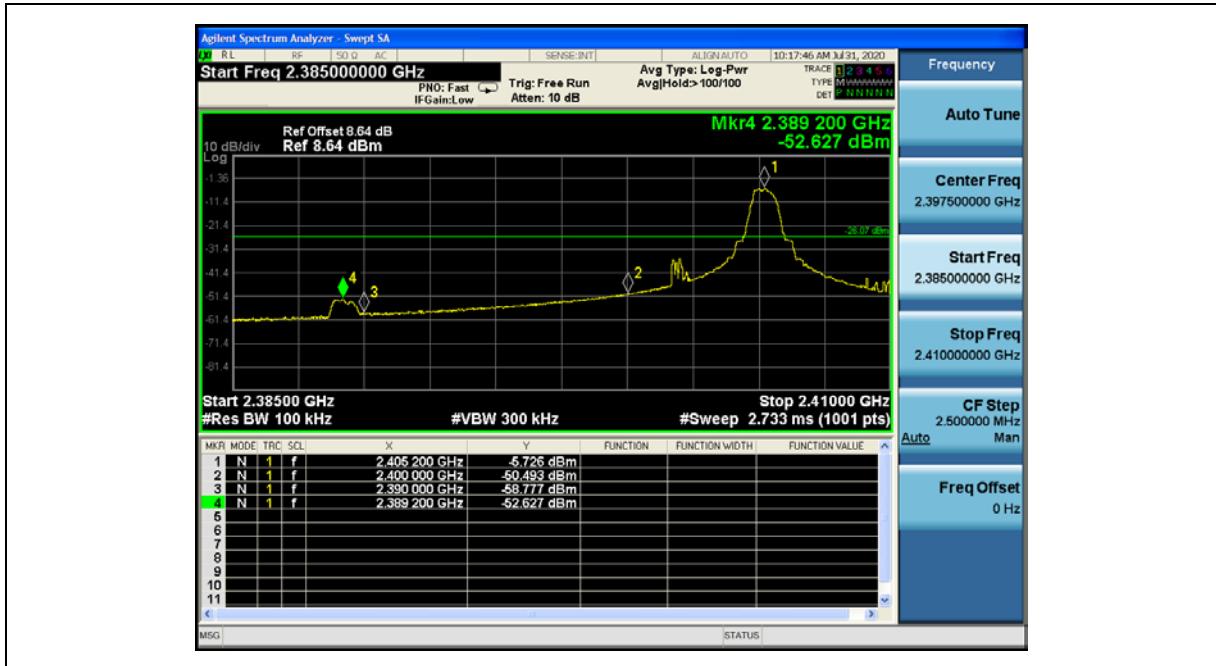 Agilent Spectrum Analyzer - Swept SA
RL RF 50 Ω AC SENSE:INT ALIGN AUTO 10:17:46 AM Jul 31, 2020
Start Freq 2.385000000 GHz
PNO: Fast
IFGain:Low
Trig: Free Run
Atten: 10 dB
Avg Type: Log-Pwr
Avg|Hold:>100/100
TRACE 1 2 3 4 5 6
TYPE M
DET P N N N N N
Mkr4 2.389 200 GHz
-52.627 dBm
Ref Offset 8.64 dB
10 dB/div Ref 8.64 dBm
Log
-1.36
-11.4
-21.4
-31.4
-41.4
-51.4
-61.4
-71.4
-81.4
1
-26.07 dBm
2
4
3
Start 2.38500 GHz Stop 2.41000 GHz
#Res BW 100 kHz #VBW 300 kHz #Sweep 2.733 ms (1001 pts)
MKR MODE TRC SCL X Y FUNCTION FUNCTION WIDTH FUNCTION VALUE
1 N 1 f 2.405 200 GHz -5.726 dBm
2 N 1 f 2.400 000 GHz -50.493 dBm
3 N 1 f 2.390 000 GHz -58.777 dBm
4 N 1 f 2.389 200 GHz -52.627 dBm
5
6
7
8
9
10
11
MSG STATUS
Frequency
Auto Tune
Center Freq
2.397500000 GHz
Start Freq
2.385000000 GHz
Stop Freq
2.410000000 GHz
CF Step
2.500000 MHz
Auto Man
Freq Offset
0 Hz